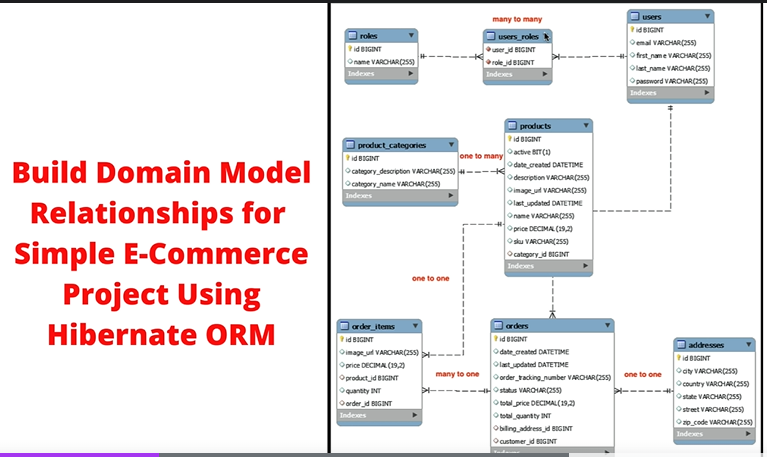 Build Domain Model
Relationships for
Simple E-Commerce
Project Using
Hibernate ORM
many to many
roles
id BIGINT
name VARCHAR(255)
Indexes
users_roles
user_id BIGINT
role_id BIGINT
Indexes
users
id BIGINT
email VARCHAR(255)
first_name VARCHAR(255)
last_name VARCHAR(255)
password VARCHAR(255)
Indexes
product_categories
id BIGINT
category_description VARCHAR(255)
category_name VARCHAR(255)
Indexes
one to many
products
id BIGINT
active BIT(1)
date_created DATETIME
description VARCHAR(255)
image_url VARCHAR(255)
last_updated DATETIME
name VARCHAR(255)
price DECIMAL(19,2)
sku VARCHAR(255)
category_id BIGINT
Indexes
one to one
order_items
id BIGINT
image_url VARCHAR(255)
price DECIMAL(19,2)
product_id BIGINT
quantity INT
order_id BIGINT
Indexes
many to one
orders
id BIGINT
date_created DATETIME
last_updated DATETIME
order_tracking_number VARCHAR(255)
status VARCHAR(255)
total_price DECIMAL(19,2)
total_quantity INT
billing_address_id BIGINT
customer_id BIGINT
one to one
addresses
id BIGINT
city VARCHAR(255)
country VARCHAR(255)
state VARCHAR(255)
street VARCHAR(255)
zip_code VARCHAR(255)
Indexes